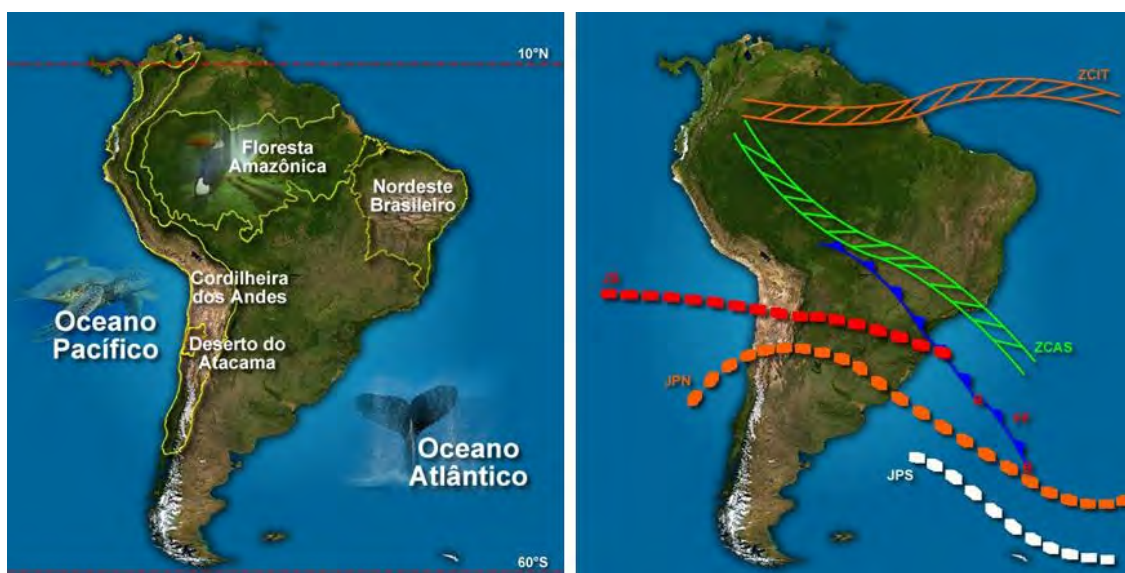 10°N
Floresta
Amazônica
Nordeste
Brasileiro
Cordilheira
dos Andes
Oceano
Pacífico
Deserto do
Atacama
Oceano
Atlântico
60°S
ZCIT
ZCAS
JPN
JPS